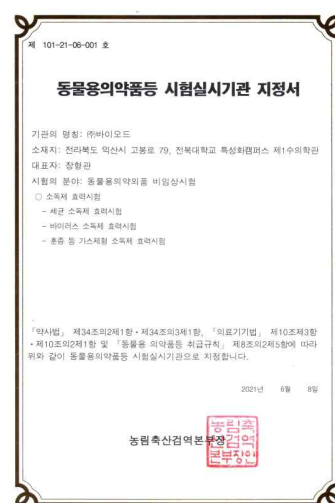 제 101-21-06-001 호
동물용의약품등 시험실시기관 지정서
기관의 명칭: ㈜바이오드
소재지: 전라북도 익산시 고봉로 79, 전북대학교 특성화캠퍼스 제1수의학관
대표자: 장형관
시험의 분야: 동물용의약외품 비임상시험
○ 소독제 효력시험
- 세균 소독제 효력시험
- 바이러스 소독제 효력시험
- 훈증 등 가스제형 소독제 효력시험
「약사법」 제34조의2제1항·제34조의3제1항, 「의료기기법」 제10조제3항
·제10조의2제1항 및 「동물용 의약품등 취급규칙」 제8조의2제5항에 따라
위와 같이 동물용의약품등 시험실시기관으로 지정합니다.
2021년 6월 8일
농림축산검역본부장
농림축
산검역
본부장인